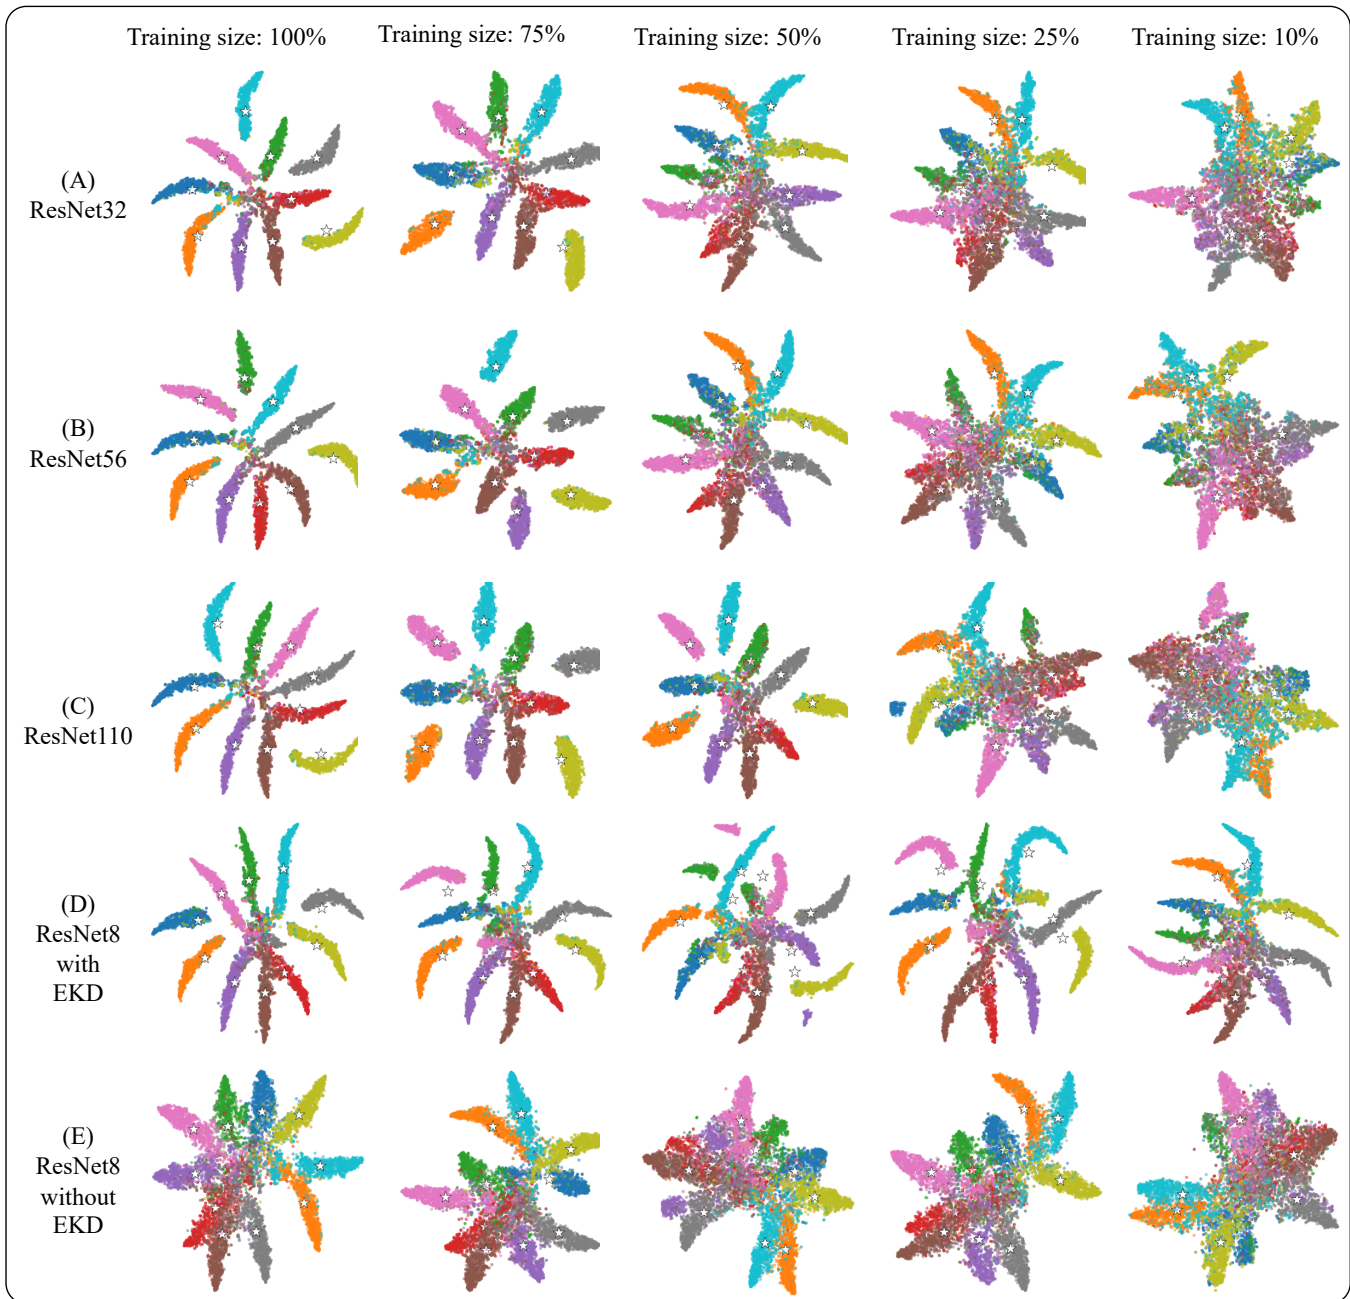 Training size: 100%
Training size: 75%
Training size: 50%
Training size: 25%
Training size: 10%
(A)
ResNet32
(B)
ResNet56
(C)
ResNet110
(D)
ResNet8
with
EKD
(E)
ResNet8
without
EKD